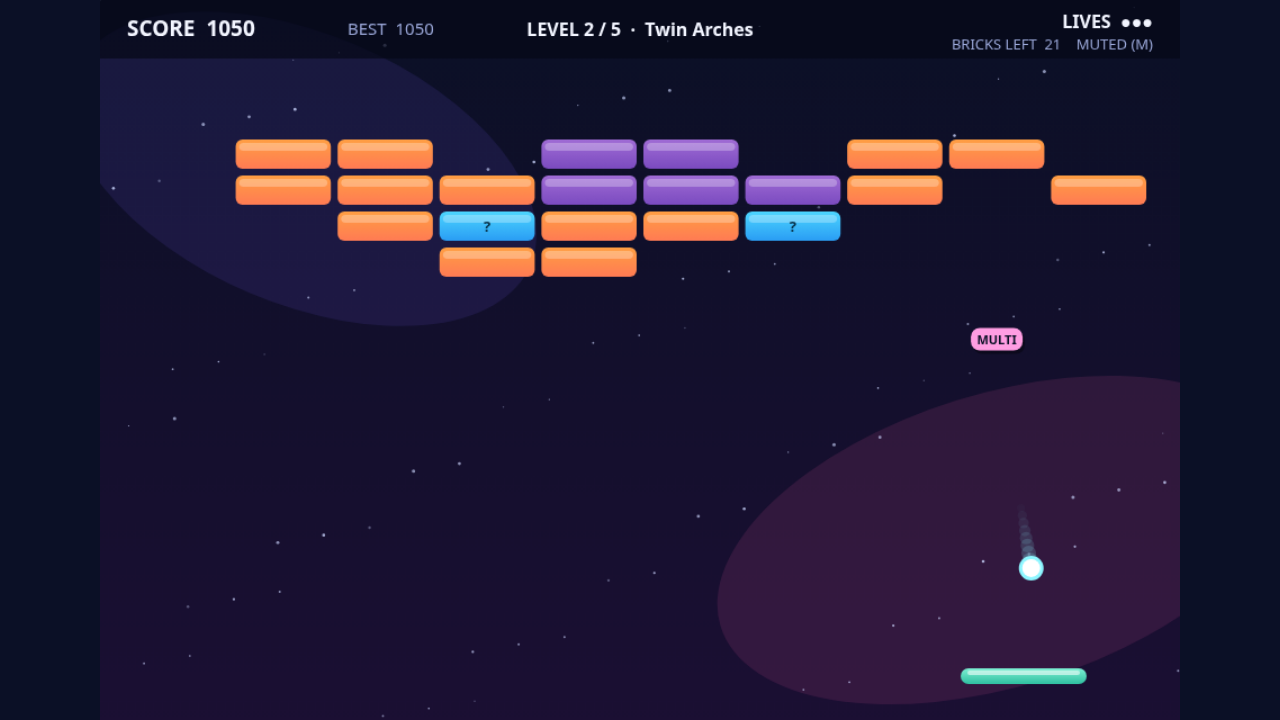 SCORE 1050
BEST 1050
LEVEL 2 / 5 · Twin Arches
LIVES ●●●
BRICKS LEFT 21 MUTED (M)
? ?
MULTI